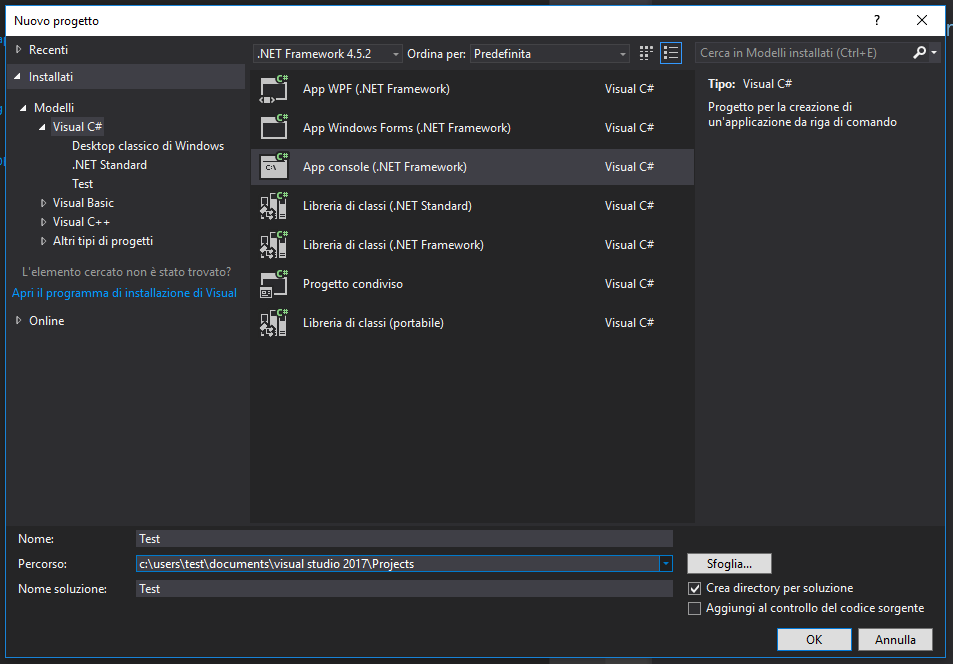 Nuovo progetto
?
Recenti
.NET Framework 4.5.2
Ordina per:
Predefinita
Cerca in Modelli installati (Ctrl+E)
Installati
Modelli
Visual C#
Desktop classico di Windows
.NET Standard
Test
Visual Basic
Visual C++
Altri tipi di progetti
L'elemento cercato non è stato trovato?
Apri il programma di installazione di Visual
Online
C#
App WPF (.NET Framework)
Visual C#
C#
App Windows Forms (.NET Framework)
Visual C#
C#
C:\
App console (.NET Framework)
Visual C#
C#
Libreria di classi (.NET Standard)
Visual C#
C#
Libreria di classi (.NET Framework)
Visual C#
C#
Progetto condiviso
Visual C#
C#
Libreria di classi (portabile)
Visual C#
Tipo: Visual C#
Progetto per la creazione di
un'applicazione da riga di comando
Nome:
Test
Percorso:
c:\users\test\documents\visual studio 2017\Projects
Sfoglia...
Nome soluzione:
Test
Crea directory per soluzione
Aggiungi al controllo del codice sorgente
OK
Annulla